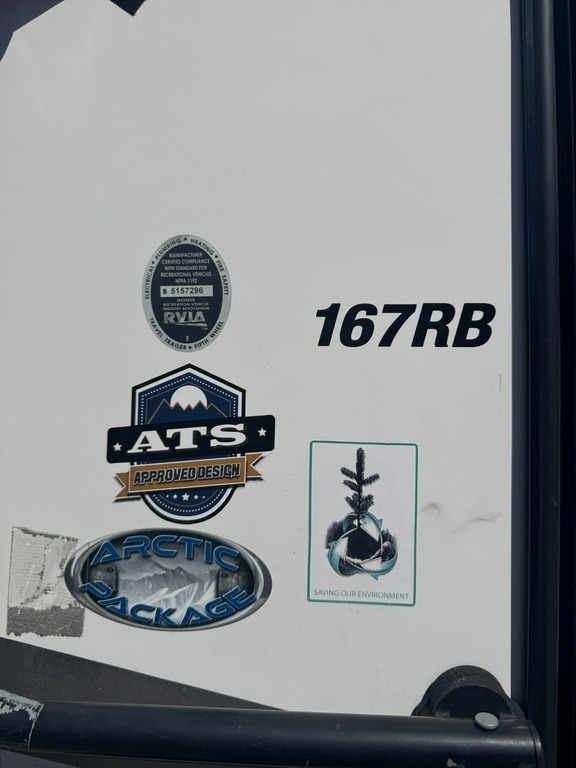 ELECTRICAL • PLUMBING • HEATING • FIRE SAFETY
MANUFACTURER
CERTIFIES COMPLIANCE
WITH STANDARD FOR
RECREATIONAL VEHICLES
NFPA 1192
S 5157296
MEMBER
RECREATION VEHICLE
INDUSTRY ASSOCIATION
RVIA
D
TRAVEL TRAILER • FIFTH WHEEL
167RB
ATS
APPROVED DESIGN
ARCTIC
PACKAGE
SAVING OUR ENVIRONMENT